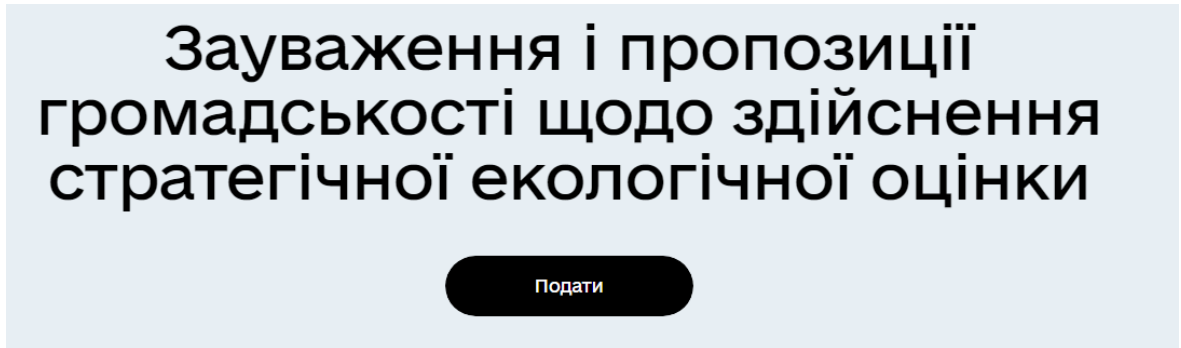 Зауваження і пропозиції
громадськості щодо здійснення
стратегічної екологічної оцінки
Подати